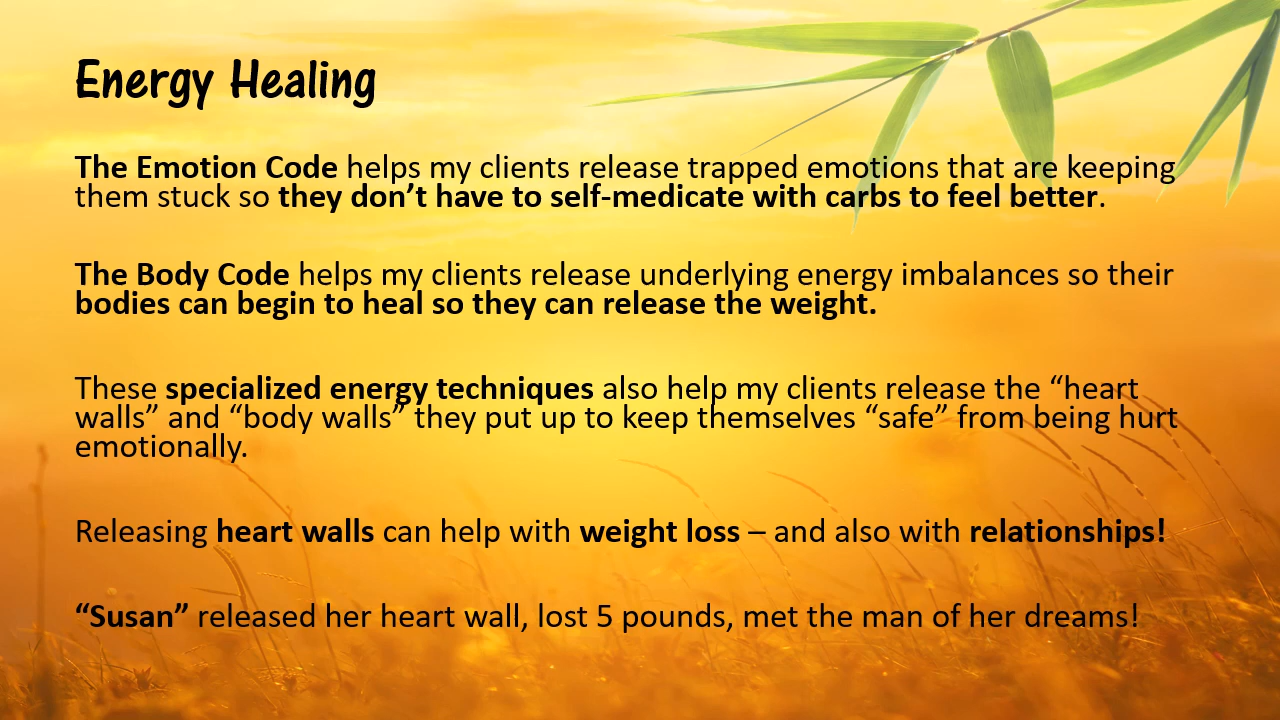 Energy Healing
The Emotion Code helps my clients release trapped emotions that are keeping
them stuck so they don’t have to self-medicate with carbs to feel better.
The Body Code helps my clients release underlying energy imbalances so their
bodies can begin to heal so they can release the weight.
These specialized energy techniques also help my clients release the “heart
walls” and “body walls” they put up to keep themselves “safe” from being hurt
emotionally.
Releasing heart walls can help with weight loss – and also with relationships!
“Susan” released her heart wall, lost 5 pounds, met the man of her dreams!